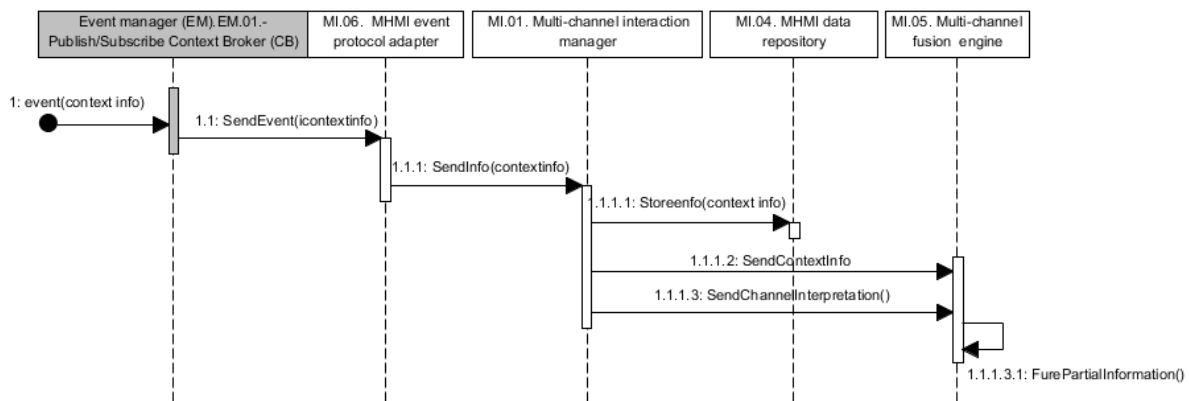 Event manager (EM).EM.01.-
Publish/Subscribe Context Broker (CB)
MI.06. MHMI event
protocol adapter
MI.01. Multi-channel interaction
manager
MI.04. MHMI data
repository
MI.05. Multi-channel
fusion engine
1: event(context info)
1.1: SendEvent(icontextinfo)
1.1.1: SendInfo(contextinfo)
1.1.1.1: Storeenfo(context info)
1.1.1.2: SendContextInfo
1.1.1.3: SendChannelInterpretation()
1.1.1.3.1: FurePartialInformation()